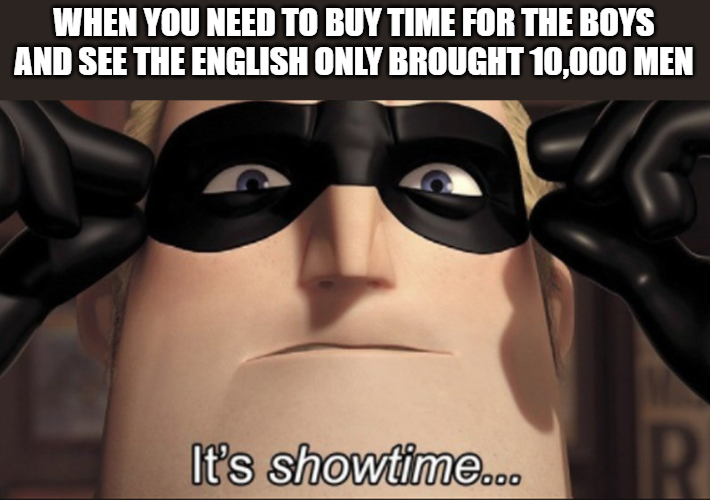 WHEN YOU NEED TO BUY TIME FOR THE BOYS
AND SEE THE ENGLISH ONLY BROUGHT 10,000 MEN
It's showtime...
R